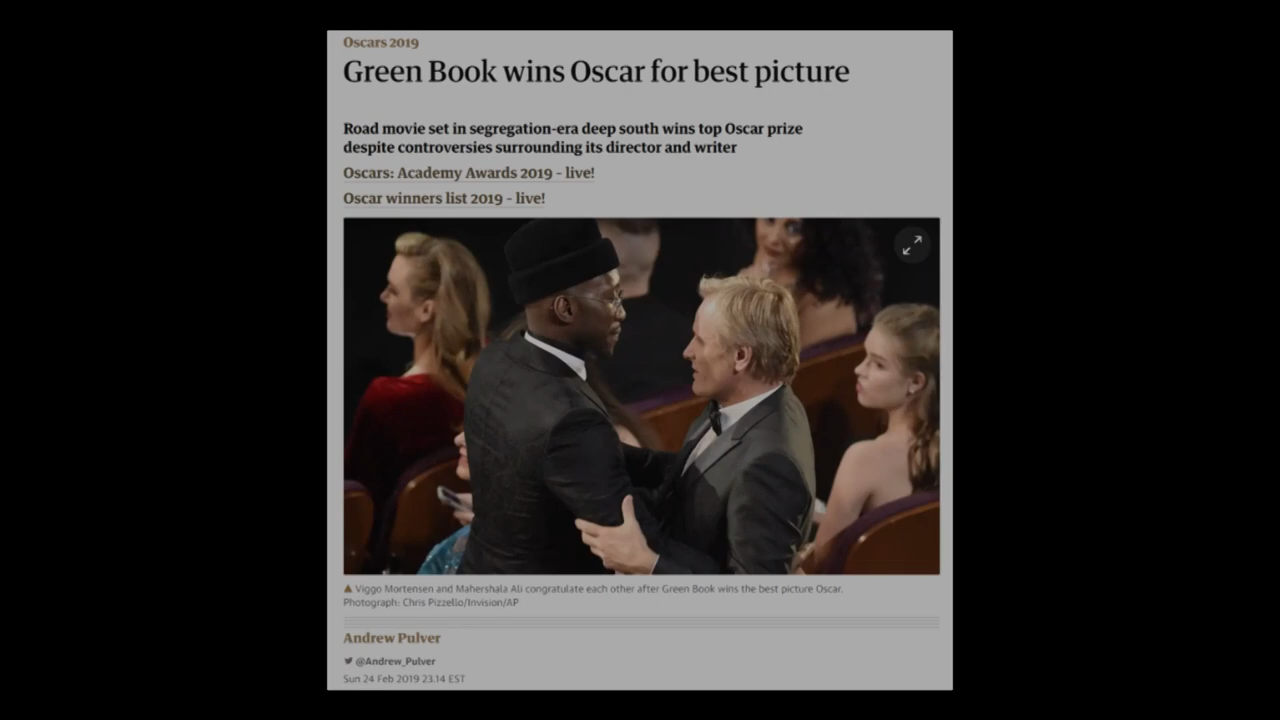 Oscars 2019
Green Book wins Oscar for best picture
Road movie set in segregation-era deep south wins top Oscar prize
despite controversies surrounding its director and writer
Oscars: Academy Awards 2019 – live!
Oscar winners list 2019 – live!
Viggo Mortensen and Mahershala Ali congratulate each other after Green Book wins the best picture Oscar.
Photograph: Chris Pizzello/Invision/AP
Andrew Pulver
@Andrew_Pulver
Sun 24 Feb 2019 23.14 EST